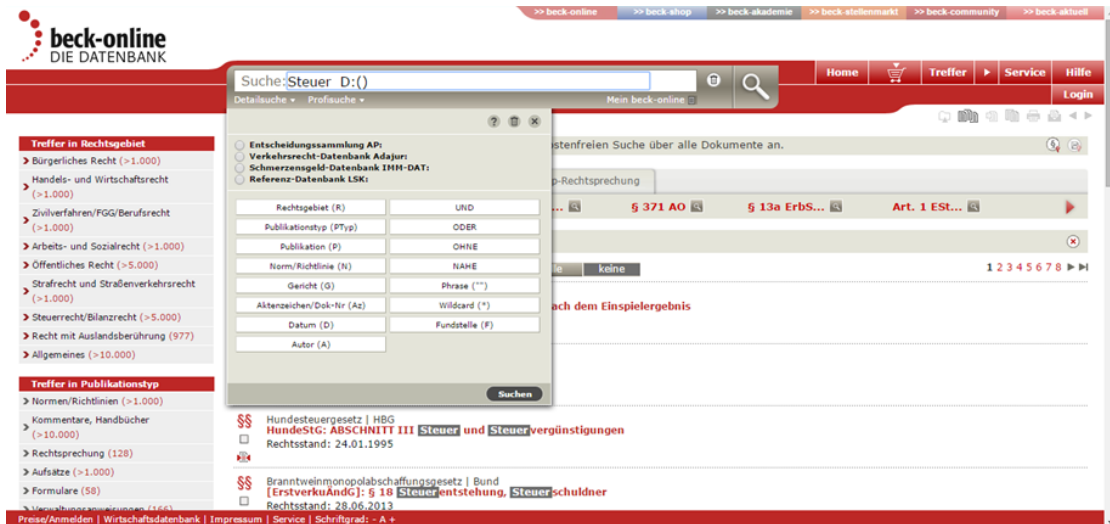 >> beck-online >> beck-shop >> beck-akademie >> beck-stellenmarkt >> beck-community >> beck-aktuell
beck-online
DIE DATENBANK
Suche: Steuer D:()
Home Treffer Service Hilfe
Detailsuche Profisuche Mein beck-online
Login
Treffer in Rechtsgebiet
Bürgerliches Recht (>1.000)
Handels- und Wirtschaftsrecht
(>1.000)
Zivilverfahren/FGG/Berufsrecht
(>1.000)
Arbeits- und Sozialrecht (>1.000)
Öffentliches Recht (>5.000)
Strafrecht und Straßenverkehrsrecht
(>1.000)
Steuerrecht/Bilanzrecht (>5.000)
Recht mit Auslandsberührung (977)
Allgemeines (>10.000)
Treffer in Publikationstyp
Normen/Richtlinien (>1.000)
Kommentare, Handbücher
(>10.000)
Rechtsprechung (128)
Aufsätze (>1.000)
Formulare (58)
Verwaltungsanweisungen (166)
Entscheidungssammlung AP:
Verkehrsrecht-Datenbank Adajur:
Schmerzensgeld-Datenbank IMM-DAT:
Referenz-Datenbank LSK:
Rechtsgebiet (R) UND
Publikationstyp (PTyp) ODER
Publikation (P) OHNE
Norm/Richtlinie (N) NAHE
Gericht (G) Phrase ("")
Aktenzeichen/Dok-Nr (Az) Wildcard (*)
Datum (D) Fundstelle (F)
Autor (A)
Suchen
ostenfreien Suche über alle Dokumente an.
p-Rechtsprechung
... § 371 AO § 13a ErbS... Art. 1 ESt...
keine 1 2 3 4 5 6 7 8
ach dem Einspielergebnis
§§ Hundesteuergesetz | HBG
HundeStG: ABSCHNITT III Steuer und Steuervergünstigungen
Rechtsstand: 24.01.1995
§§ Branntweinmonopolabschaffungsgesetz | Bund
[ErstverkuÄndG]: § 18 Steuerentstehung, Steuerschuldner
Rechtsstand: 28.06.2013
Preise/Anmelden | Wirtschaftsdatenbank | Impressum | Service | Schriftgrad: - A +